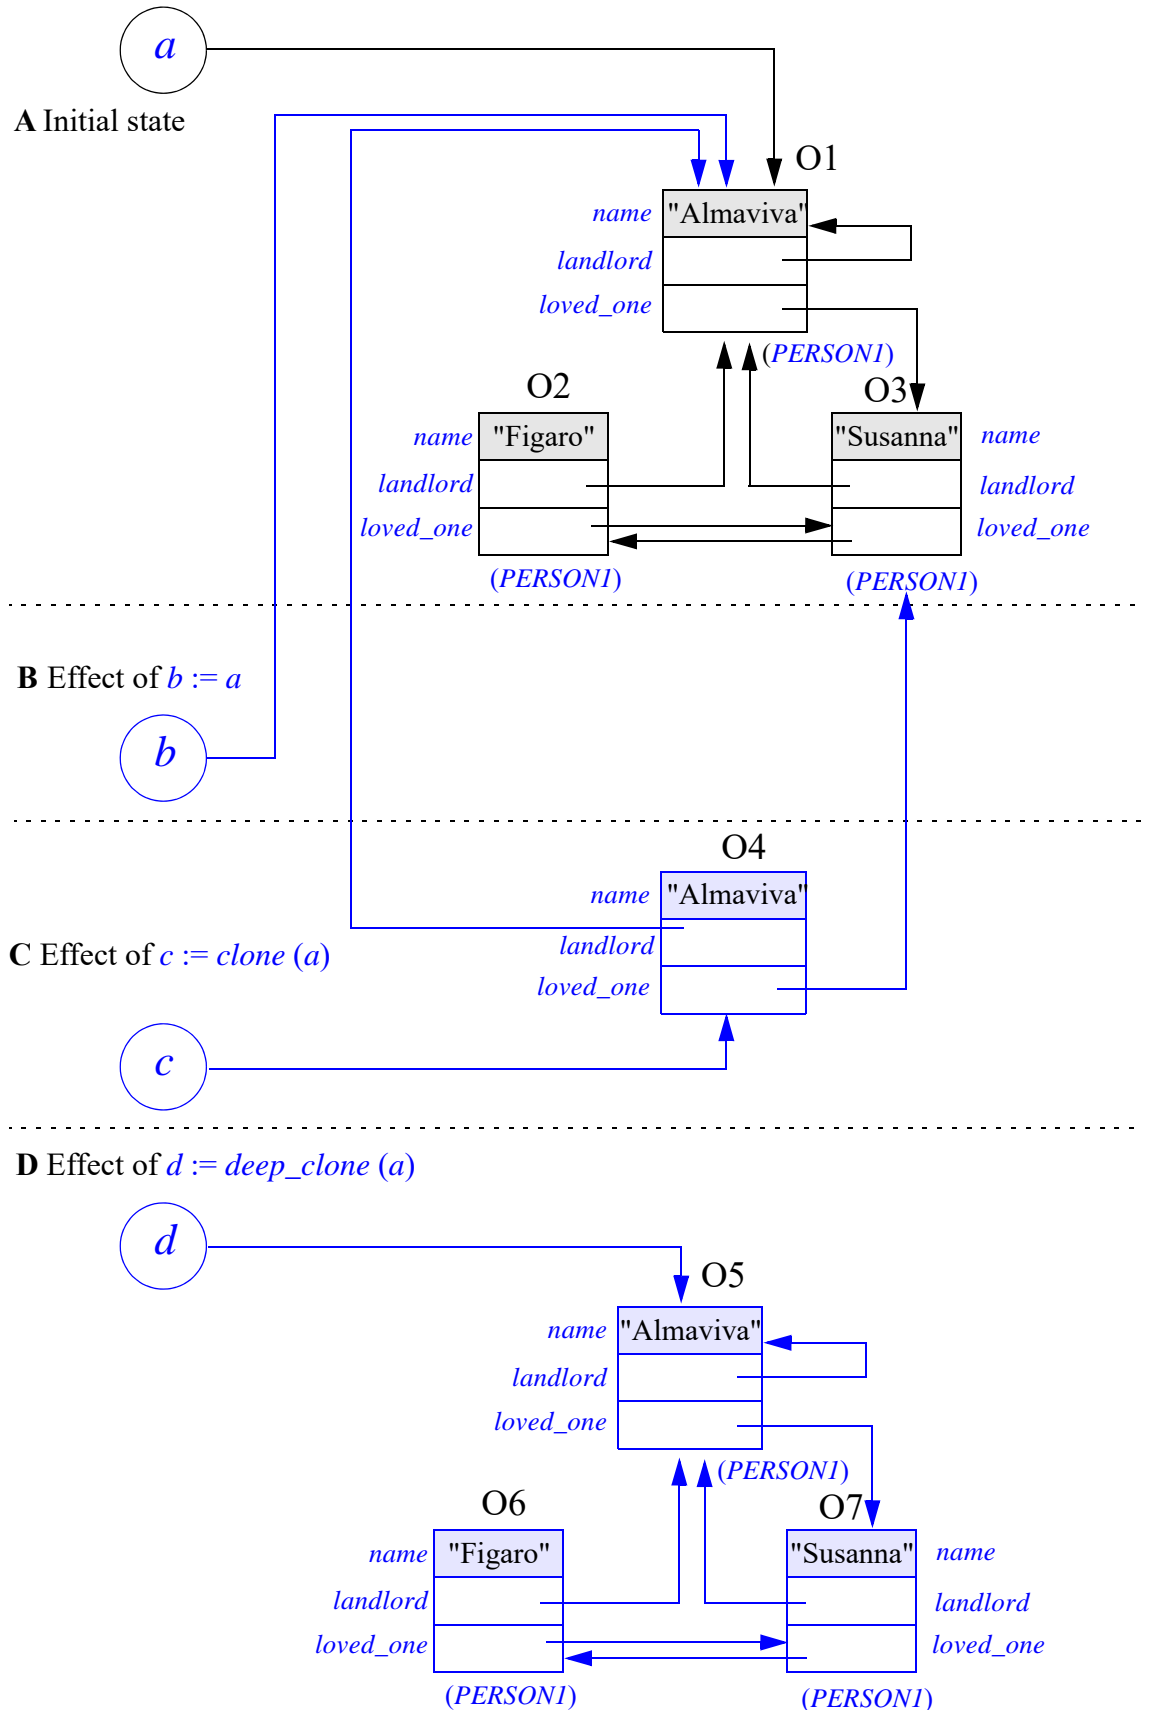 a
A Initial state
O1
name "Almaviva"
landlord
loved_one
(PERSON1)
O2 O3
name "Figaro" "Susanna" name
landlord landlord
loved_one loved_one
(PERSON1) (PERSON1)
B Effect of b := a
b
O4
name "Almaviva"
landlord
C Effect of c := clone (a)
loved_one
c
D Effect of d := deep_clone (a)
d
O5
name "Almaviva"
landlord
loved_one
(PERSON1)
O6 O7
name "Figaro" "Susanna" name
landlord landlord
loved_one loved_one
(PERSON1) (PERSON1)